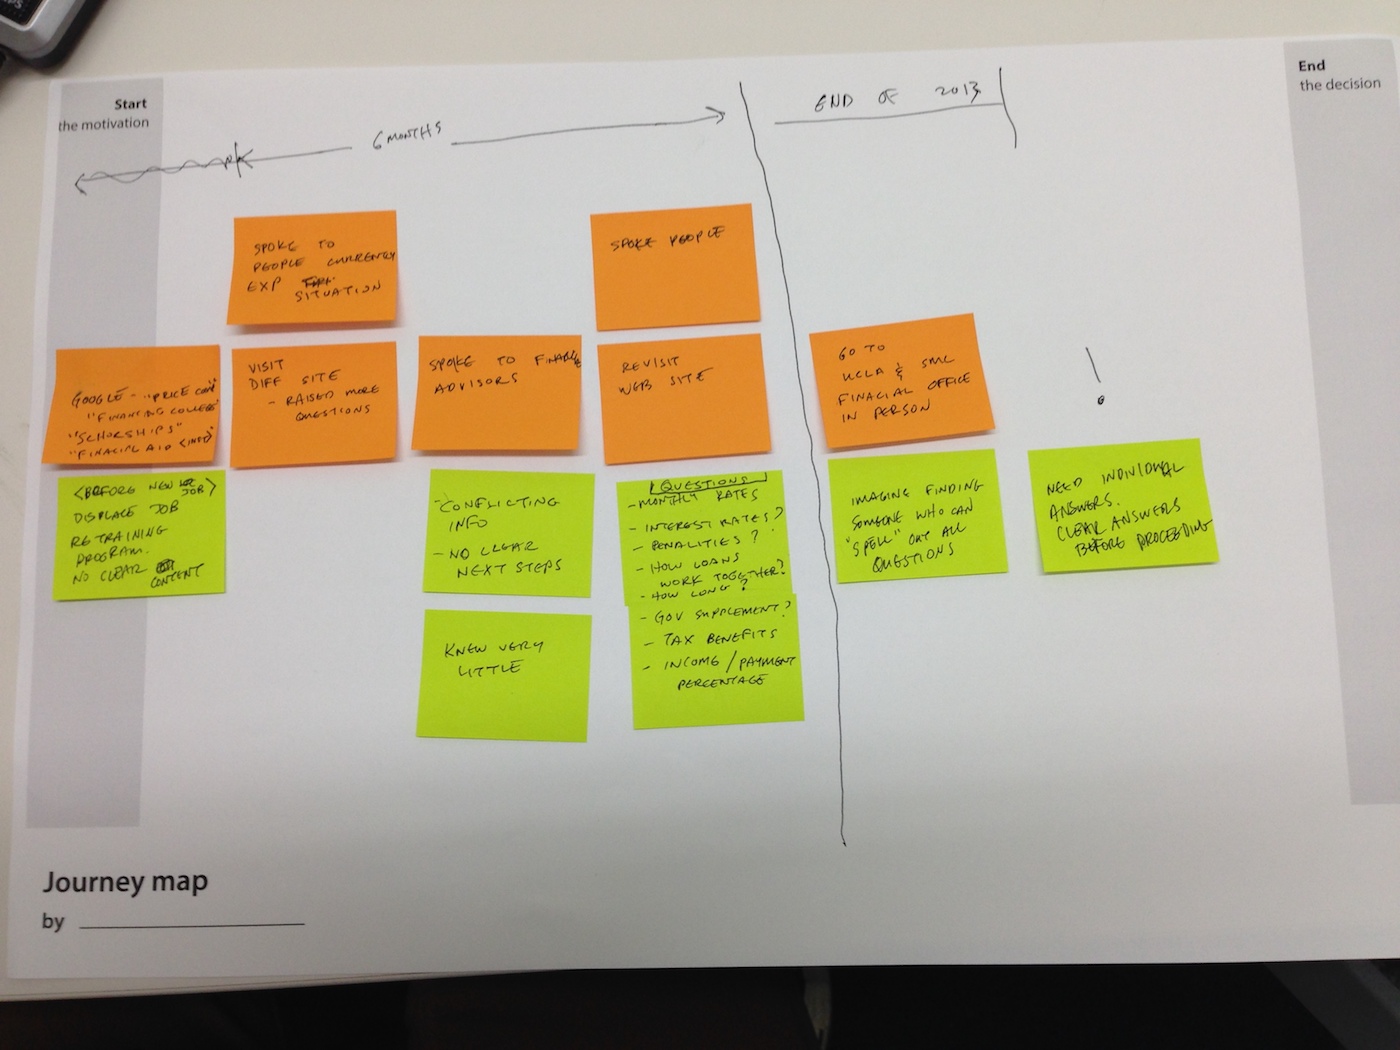 Start
the motivation
End
the decision
6 MONTHS
END OF 2013
SPOKE TO
PEOPLE CURRENTLY
EXP
SITUATION
SPOKE PEOPLE
GOOGLE - "PRICE COM"
"FINANCING COLLEGE"
"SCHORSHIPS"
"FINACIAL AID <INFO>"
VISIT
DIFF SITE
- RAISED MORE
QUESTIONS
SPOKE TO FINANCE
ADVISORS
REVISIT
WEB SITE
GO TO
UCLA & SMC
FINACIAL OFFICE
IN PERSON
!
<BEFORE NEW JOB>
DISPLACE JOB
RETRAINING
PROGRAM.
NO CLEAR
CONTENT
- CONFLICTING
INFO
- NO CLEAR
NEXT STEPS
QUESTIONS
- MONTHLY RATES
- INTEREST RATES?
- PENALITIES?
- HOW LOANS
WORK TOGETHER?
- HOW LONG?
- GOV SUPPLEMENT?
- TAX BENEFITS
- INCOME / PAYMENT
PERCENTAGE
IMAGINE FINDING
SOMEONE WHO CAN
"SPELL" OUT ALL
QUESTIONS
NEED INDIVIDUAL
ANSWERS.
CLEAR ANSWERS
BEFORE PROCEEDING
KNEW VERY
LITTLE
Journey map
by